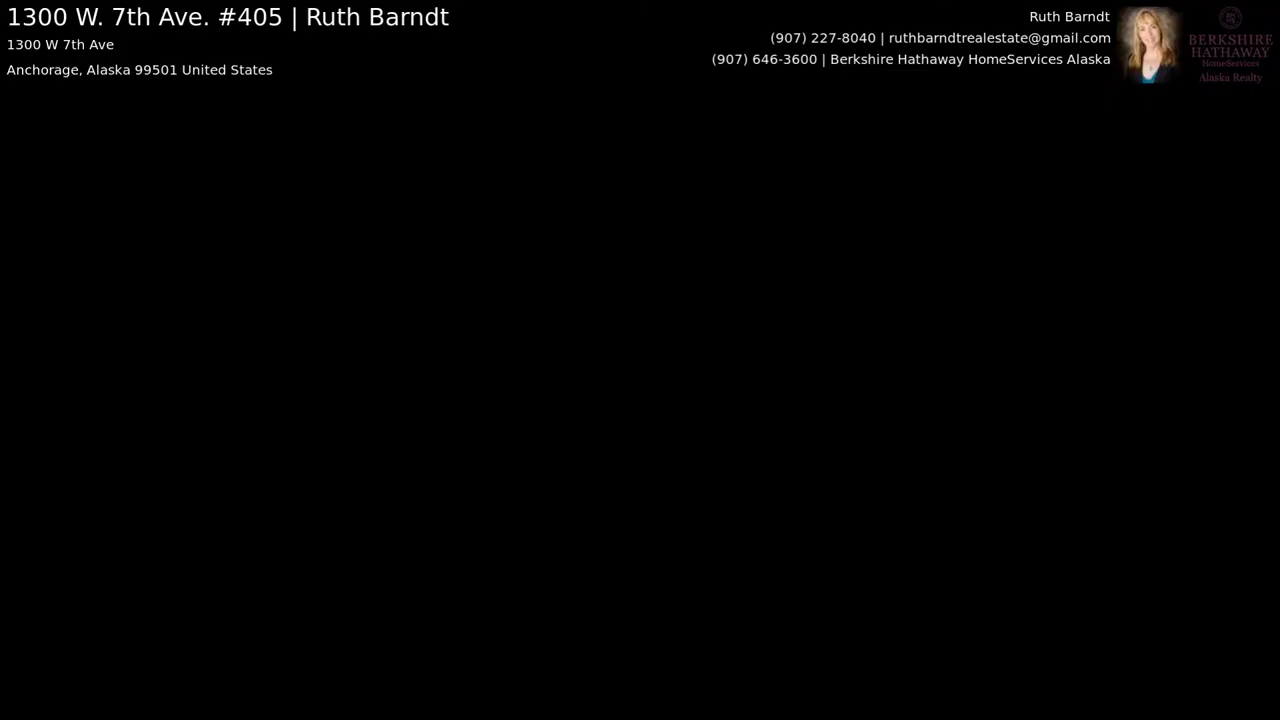 1300 W. 7th Ave. #405 | Ruth Barndt
1300 W 7th Ave
Anchorage, Alaska 99501 United States
Ruth Barndt
(907) 227-8040 | ruthbarndtrealestate@gmail.com
(907) 646-3600 | Berkshire Hathaway HomeServices Alaska
BERKSHIRE
HATHAWAY
HomeServices
Alaska Realty